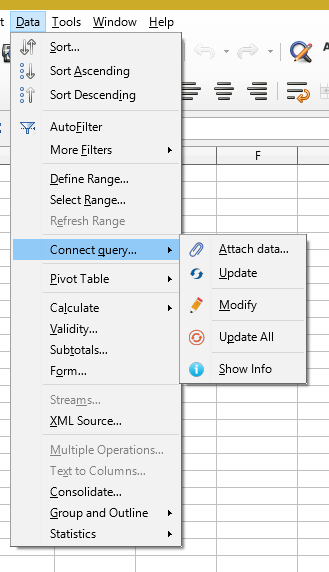 t Data Tools Window Help
Sort...
Sort Ascending
Sort Descending
AutoFilter
More Filters
F
Define Range...
Select Range...
Refresh Range
Connect query...
Attach data...
Update
Modify
Update All
Show Info
Pivot Table
Calculate
Validity...
Subtotals...
Form...
Streams...
XML Source...
Multiple Operations...
Text to Columns...
Consolidate...
Group and Outline
Statistics